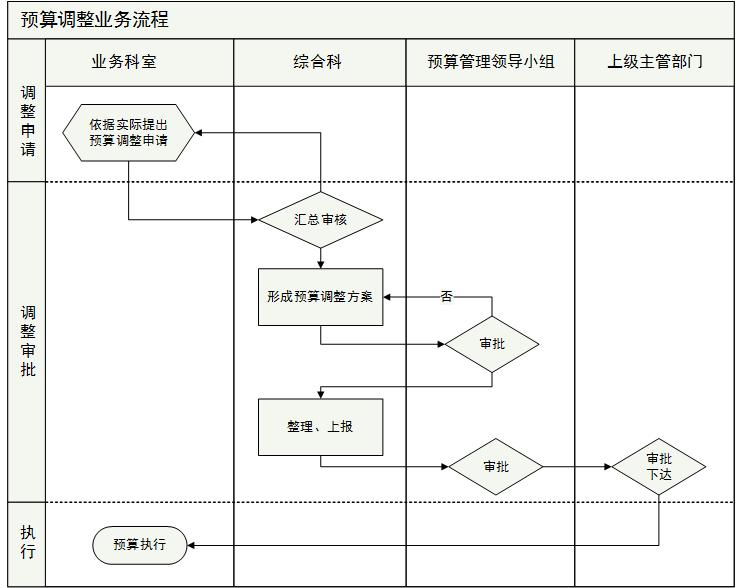 预算调整业务流程
业务科室
综合科
预算管理领导小组
上级主管部门
调
整
申
请
依据实际提出
预算调整申请
汇总审核
调
整
审
批
形成预算调整方案
否
审批
整理、上报
审批
审批
下达
执
行
预算执行